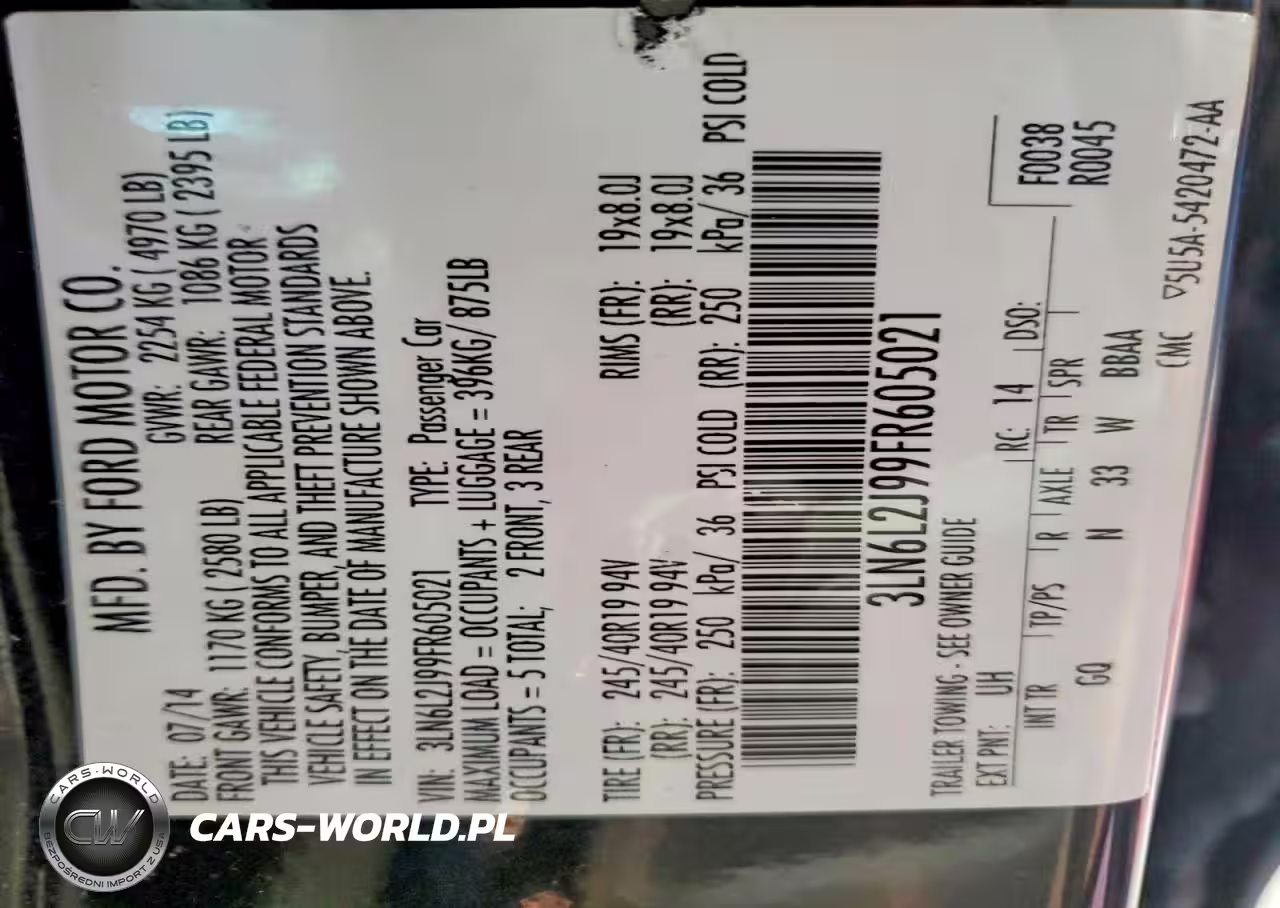 MFD. BY FORD MOTOR CO.
DATE: 07/14 GVWR: 2254 KG ( 4970 LB)
FRONT GAWR: 1170 KG ( 2580 LB) REAR GAWR: 1086 KG ( 2395 LB)
THIS VEHICLE CONFORMS TO ALL APPLICABLE FEDERAL MOTOR
VEHICLE SAFETY, BUMPER, AND THEFT PREVENTION STANDARDS
IN EFFECT ON THE DATE OF MANUFACTURE SHOWN ABOVE.
VIN: 3LN6L2J99FR605021 TYPE: Passenger Car
MAXIMUM LOAD = OCCUPANTS + LUGGAGE = 396KG/ 875LB
OCCUPANTS = 5 TOTAL; 2 FRONT, 3 REAR
TIRE (FR): 245/40R19 94V RIMS (FR): 19x8.0J
(RR): 245/40R19 94V (RR): 19x8.0J
PRESSURE (FR): 250 kPa/ 36 PSI COLD (RR): 250 kPa/ 36 PSI COLD
3LN6L2J99FR605021
TRAILER TOWING - SEE OWNER GUIDE
EXT PNT: UH RC: 14 DSO:
F0038
R0045
INT TR TP/PS R AXLE TR SPR
GQ N 33 W BBAA
CMC ▽5U5A-5420472-AA
CARS-WORLD
CW
BEZPOŚREDNI IMPORT Z USA
CARS-WORLD.PL